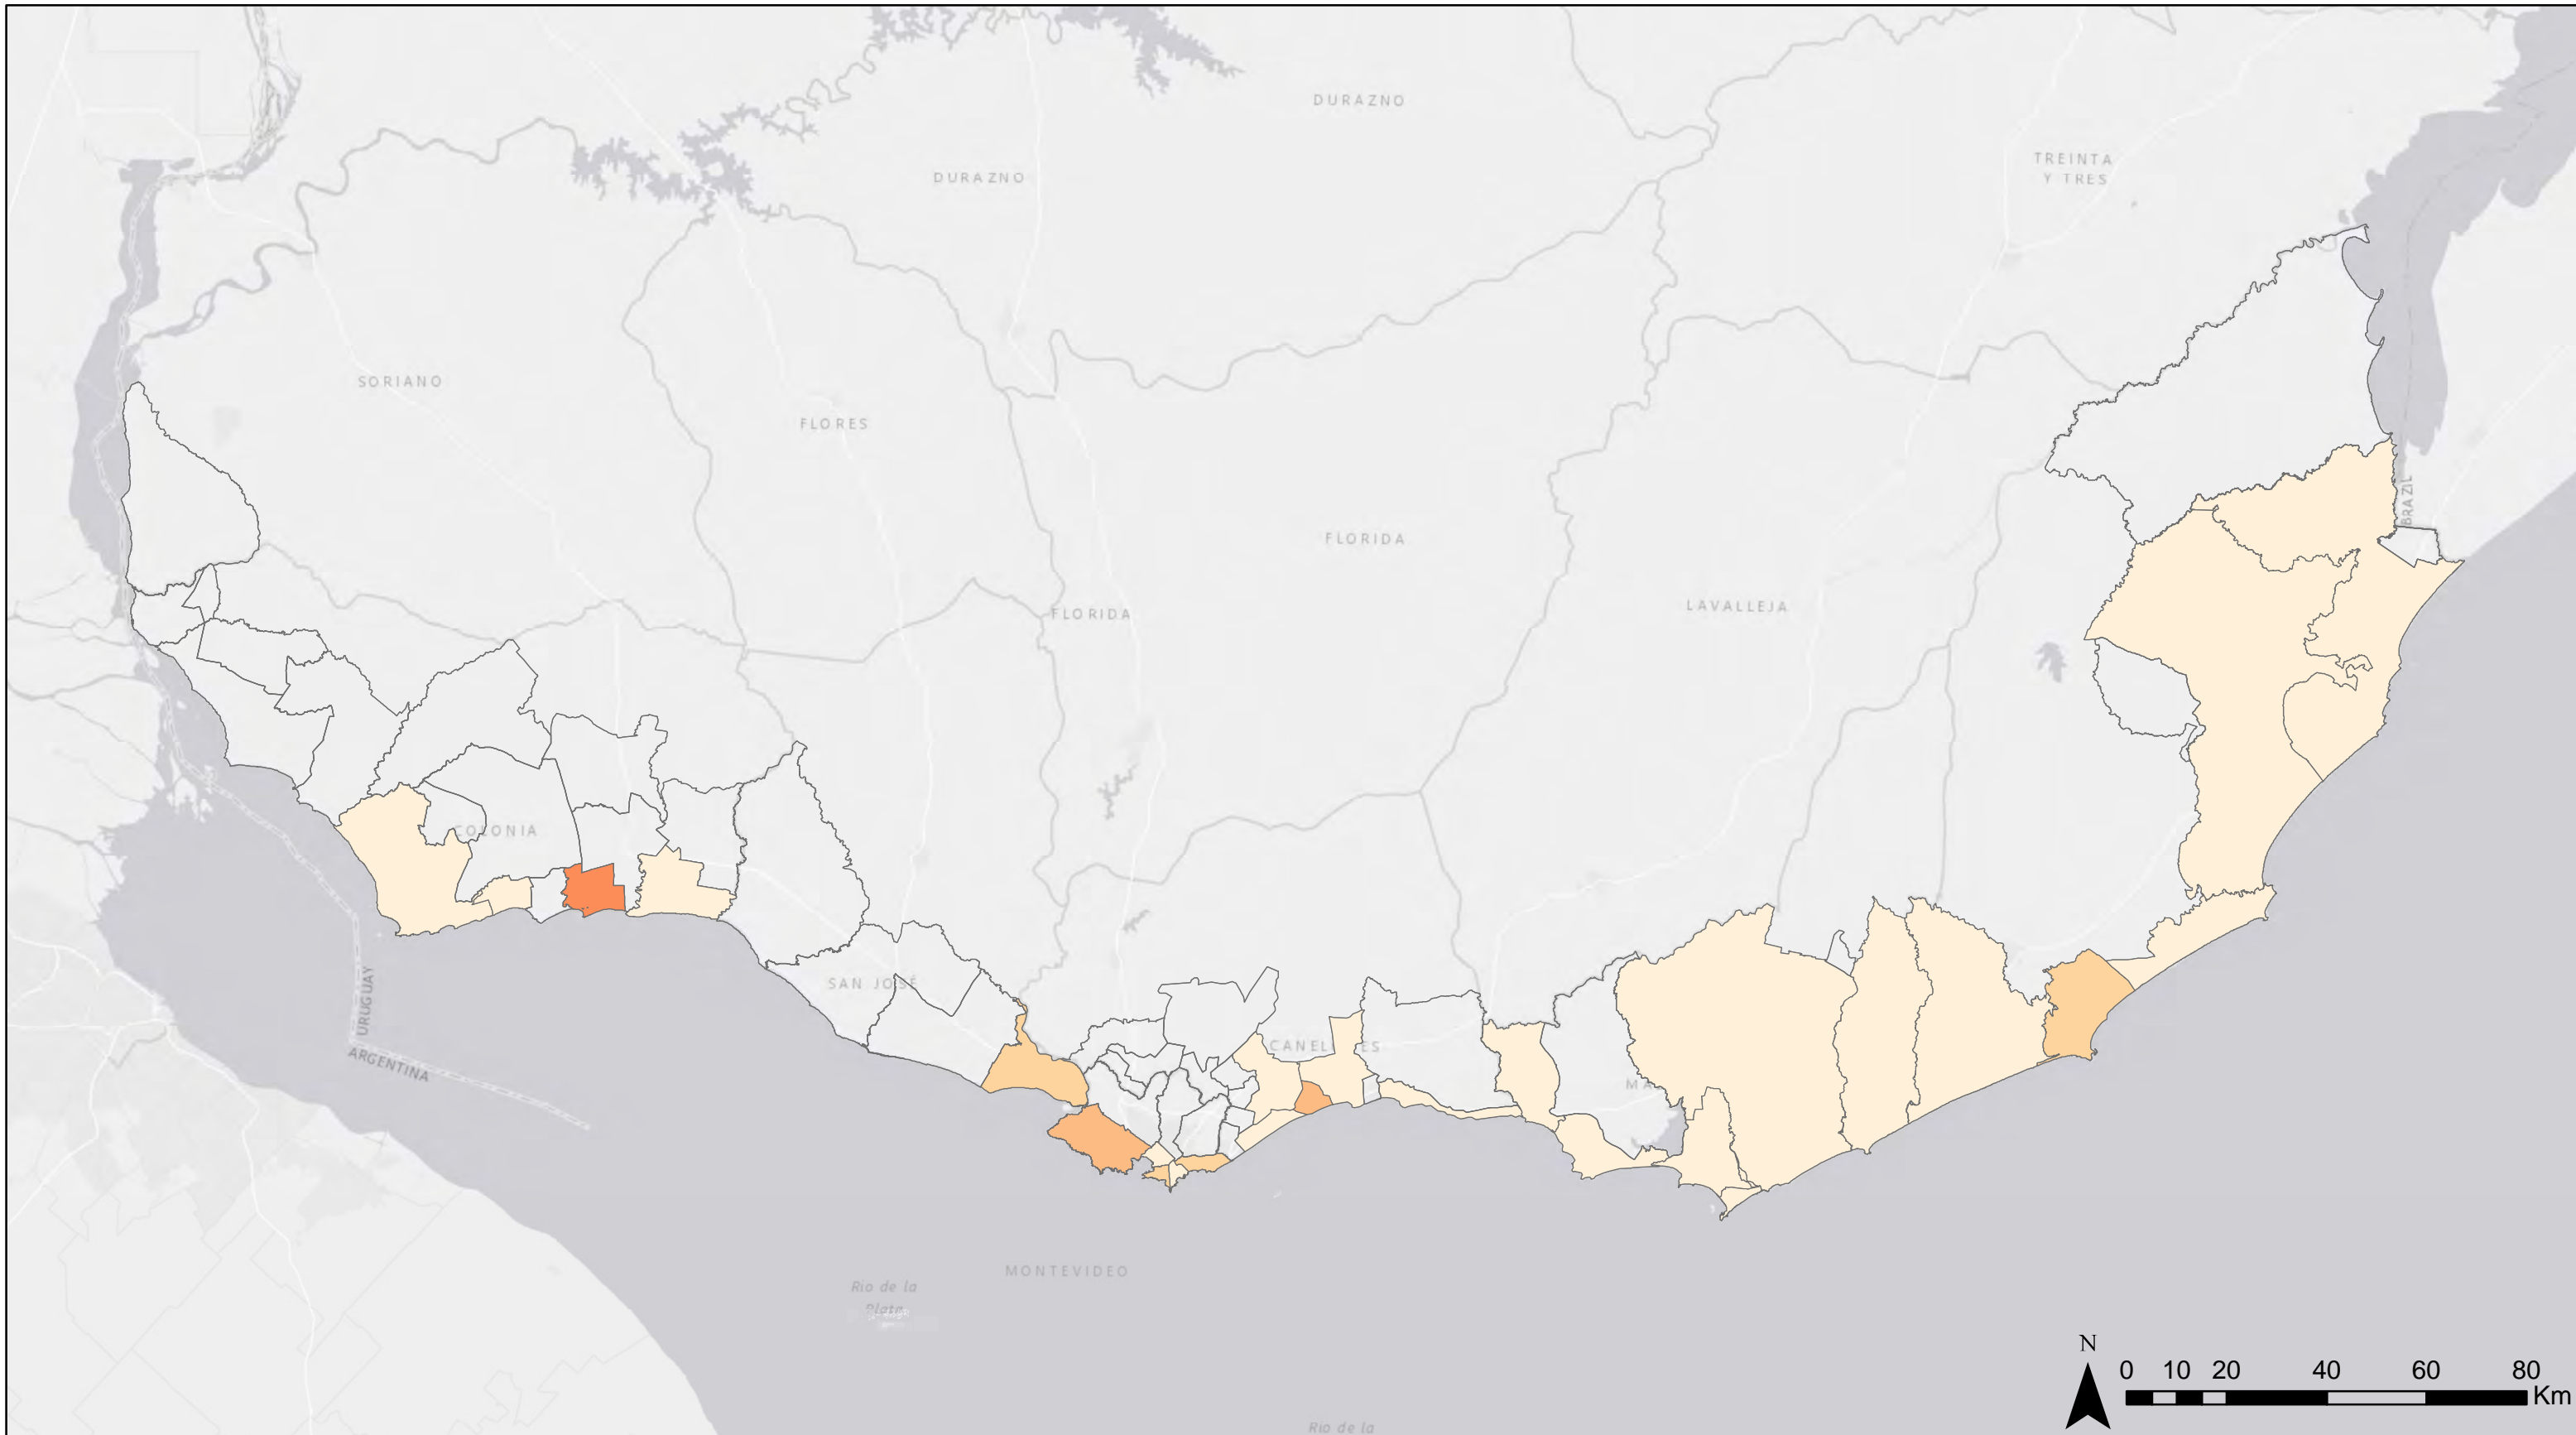 DURAZNO
DURAZNO
TREINTA
Y TRES
SORIANO
FLORES
BRAZIL
FLORIDA
FLORIDA
LAVALLEJA
COLONIA
SAN JOSÉ
URUGUAY
ARGENTINA
MONTEVIDEO
Rio de la
Plata
Rio de la
N
0 10 20 40 60 80
Km